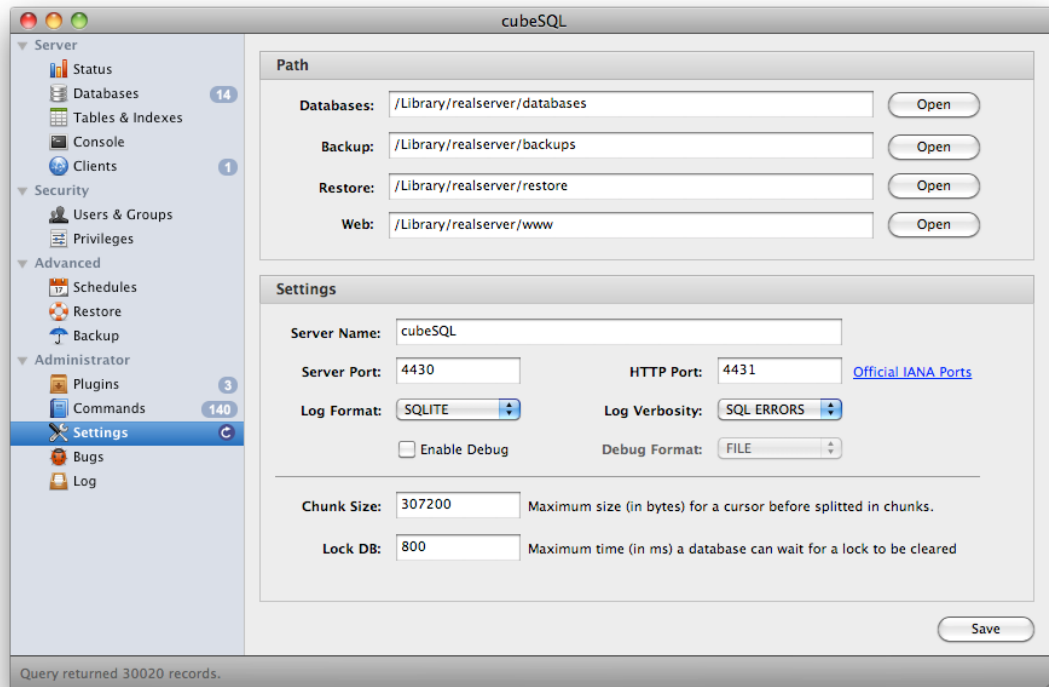 cubeSQL
Server
Status
Databases 14
Tables & Indexes
Console
Clients 1
Security
Users & Groups
Privileges
Advanced
17 Schedules
Restore
Backup
Administrator
Plugins 3
Commands 140
Settings
Bugs
Log
Path
Databases: /Library/realserver/databases Open
Backup: /Library/realserver/backups Open
Restore: /Library/realserver/restore Open
Web: /Library/realserver/www Open
Settings
Server Name: cubeSQL
Server Port: 4430 HTTP Port: 4431 Official IANA Ports
Log Format: SQLITE Log Verbosity: SQL ERRORS
Enable Debug Debug Format: FILE
Chunk Size: 307200 Maximum size (in bytes) for a cursor before splitted in chunks.
Lock DB: 800 Maximum time (in ms) a database can wait for a lock to be cleared
Save
Query returned 30020 records.